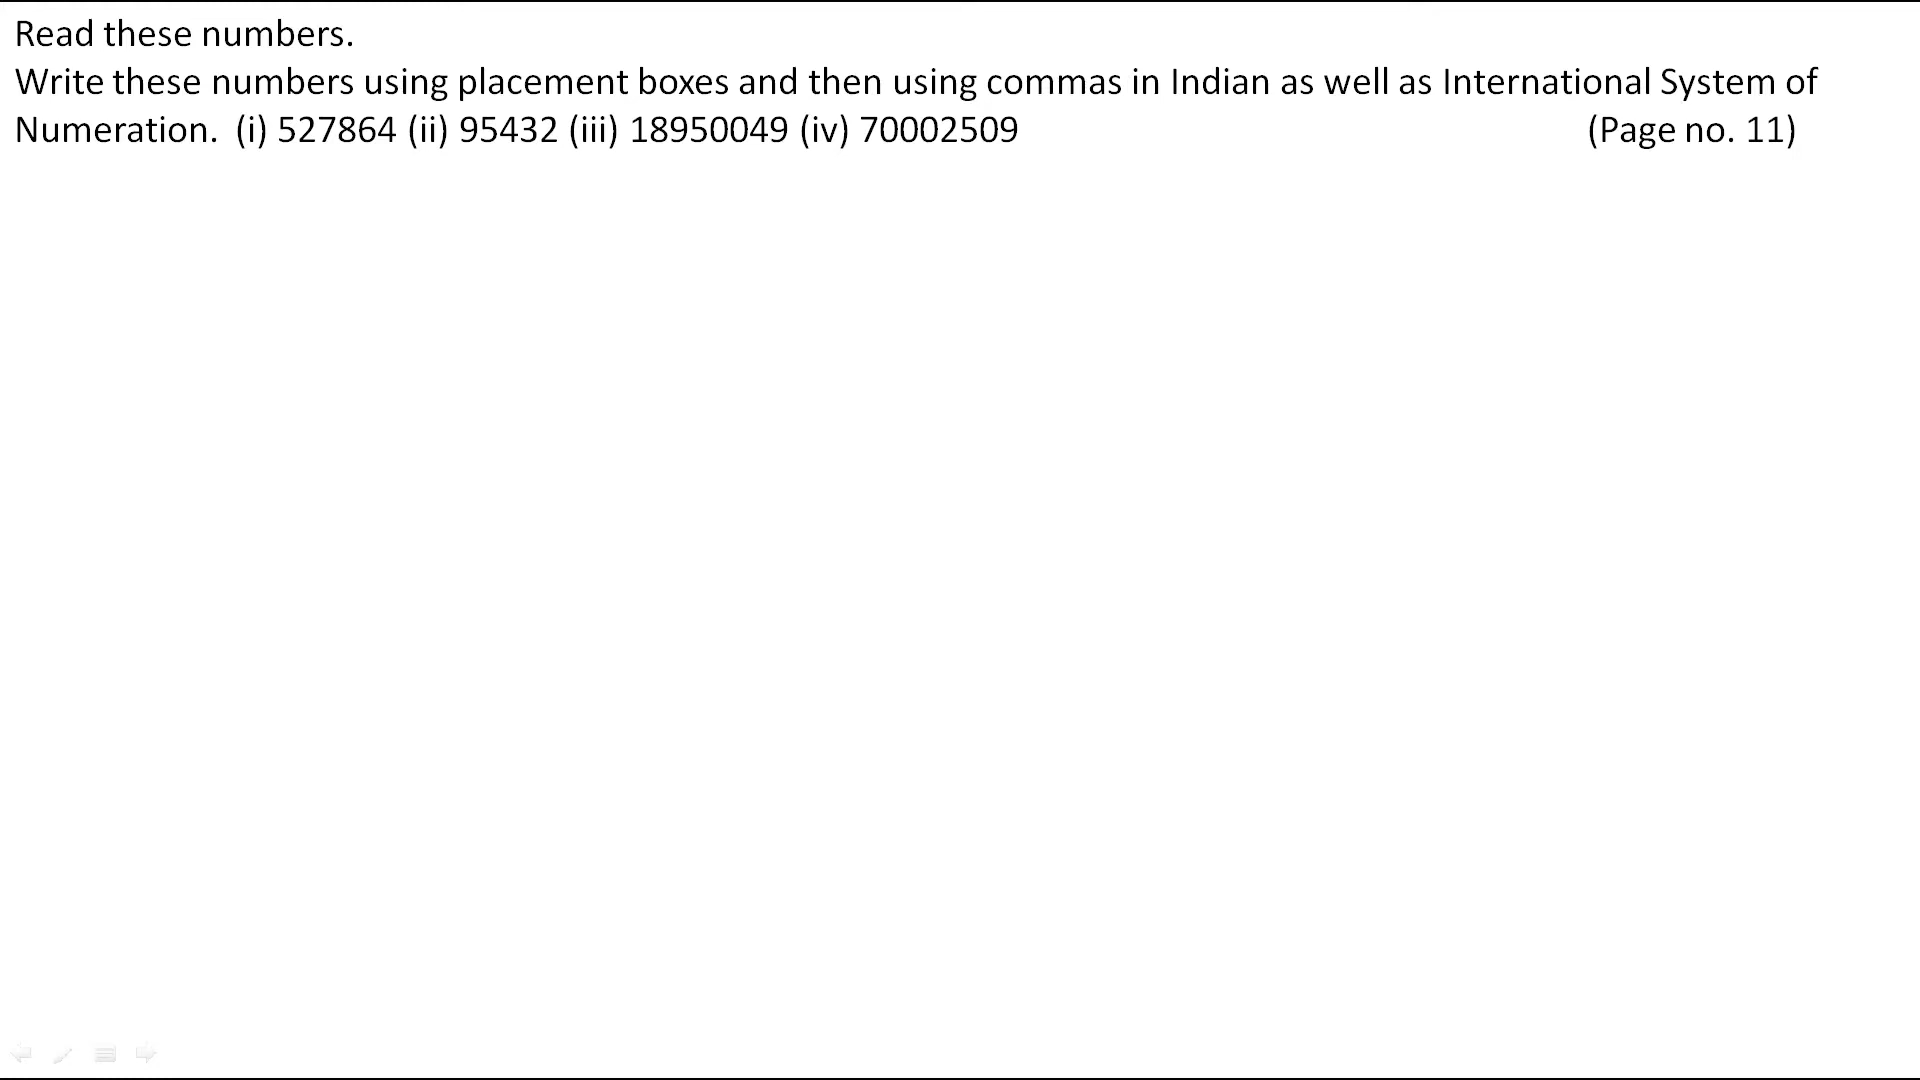 Read these numbers.
Write these numbers using placement boxes and then using commas in Indian as well as International System of
Numeration. (i) 527864 (ii) 95432 (iii) 18950049 (iv) 70002509 (Page no. 11)